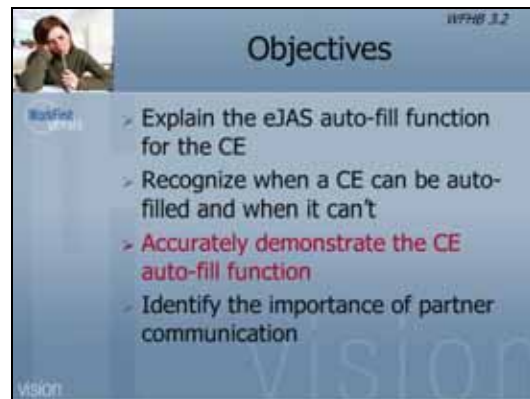 WFHB 3.2
Objectives
WorkFirst
➢ Explain the eJAS auto-fill function
for the CE
➢ Recognize when a CE can be auto-
filled and when it can't
➢ Accurately demonstrate the CE
auto-fill function
➢ Identify the importance of partner
communication
vision
vision